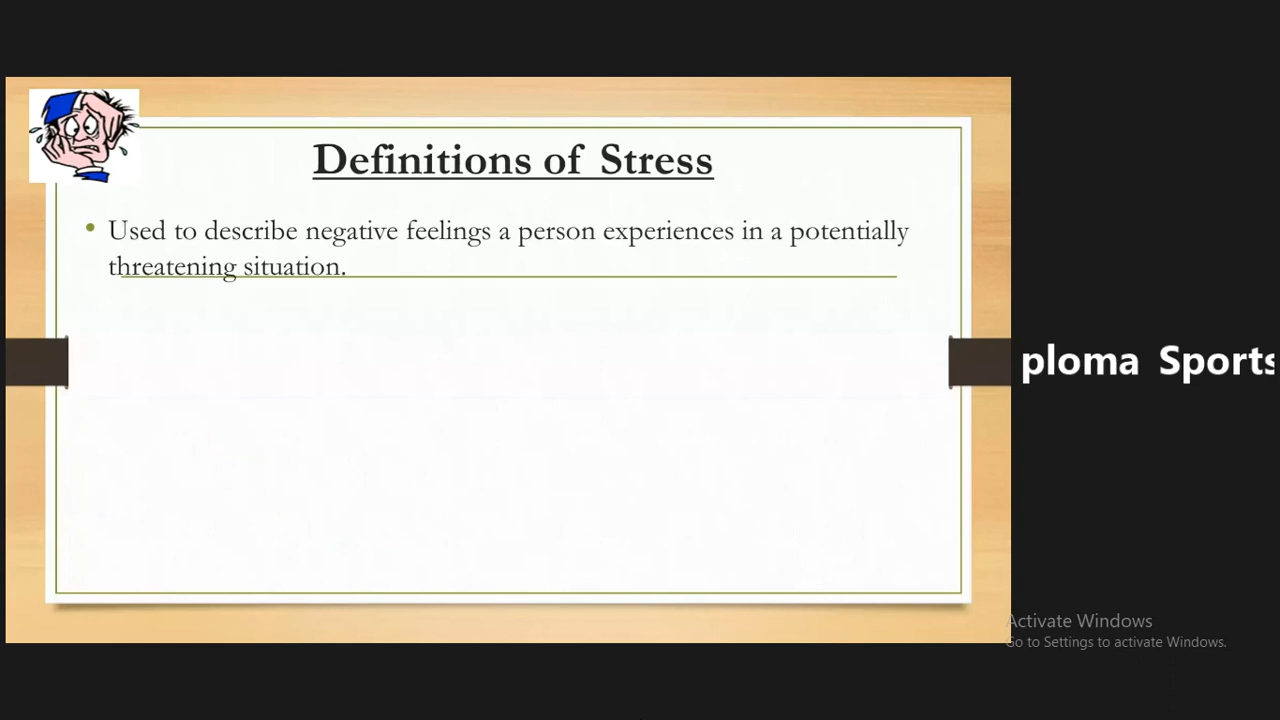 Definitions of Stress
• Used to describe negative feelings a person experiences in a potentially
threatening situation.
ploma Sports
Activate Windows
Go to Settings to activate Windows.